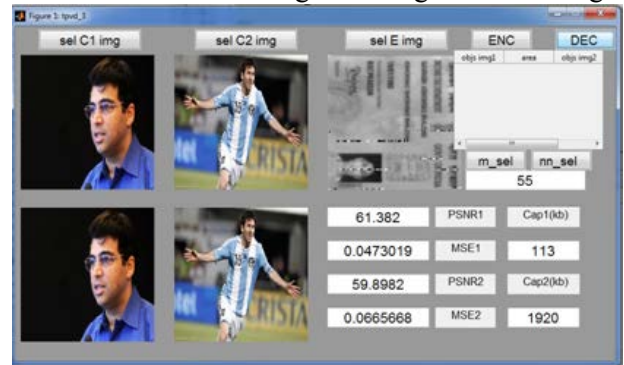 Figure 1: tpvd_3
sel C1 img
sel C2 img
sel E img
ENC
DEC
objs img1
area
objs img2
m_sel
nn_sel
55
61.382
PSNR1
Cap1(kb)
0.0473019
MSE1
113
59.8982
PSNR2
Cap2(kb)
0.0665668
MSE2
1920